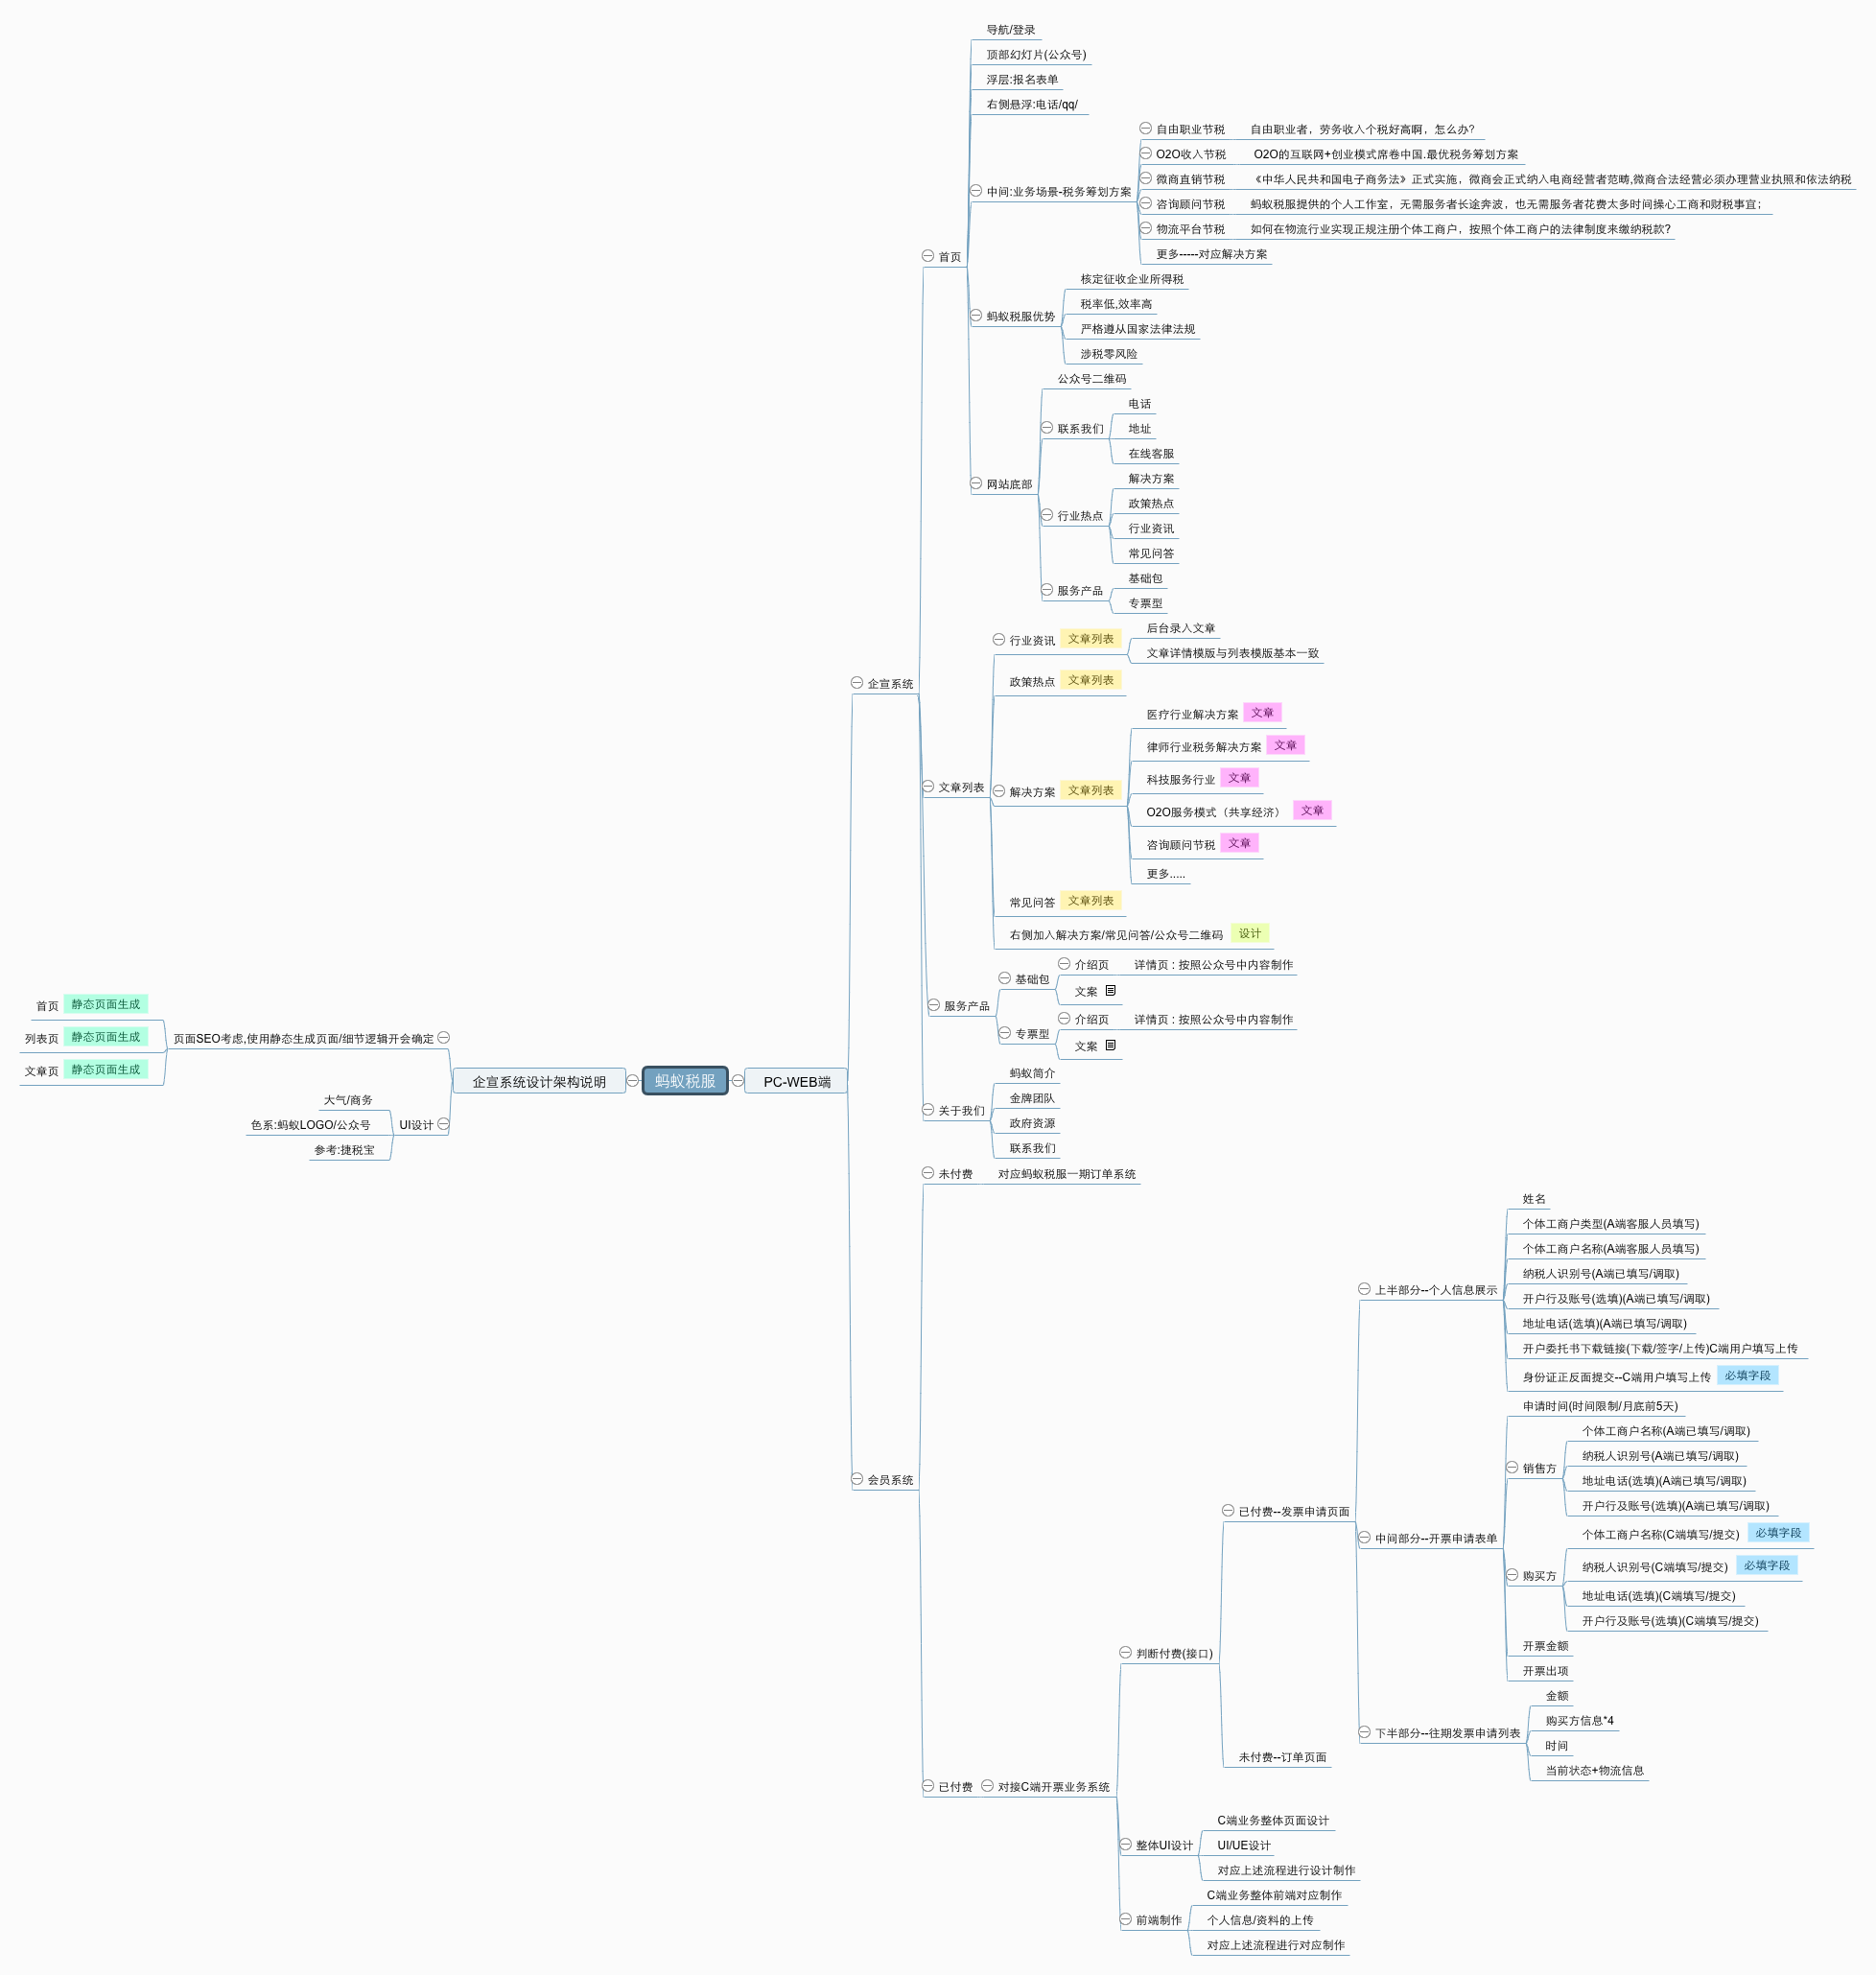 蚂蚁税服
企宣系统设计架构说明
页面SEO考虑,使用静态生成页面/细节逻辑开会确定
首页 静态页面生成
列表页 静态页面生成
文章页 静态页面生成
UI设计
大气/商务
色系:蚂蚁LOGO/公众号
参考:捷税宝
PC-WEB端
企宣系统
首页
导航/登录
顶部幻灯片(公众号)
浮层:报名表单
右侧悬浮:电话/qq/
中间:业务场景-税务筹划方案
自由职业节税 自由职业者，劳务收入个税好高啊，怎么办?
O2O收入节税 O2O的互联网+创业模式席卷中国.最优税务筹划方案
微商直销节税 《中华人民共和国电子商务法》正式实施，微商会正式纳入电商经营者范畴,微商合法经营必须办理营业执照和依法纳税
咨询顾问节税 蚂蚁税服提供的个人工作室，无需服务者长途奔波，也无需服务者花费太多时间操心工商和财税事宜；
物流平台节税 如何在物流行业实现正规注册个体工商户，按照个体工商户的法律制度来缴纳税款?
更多-----对应解决方案
蚂蚁税服优势
核定征收企业所得税
税率低,效率高
严格遵从国家法律法规
涉税零风险
网站底部
公众号二维码
联系我们
电话
地址
在线客服
行业热点
解决方案
政策热点
行业资讯
常见问答
服务产品
基础包
专票型
文章列表
行业资讯 文章列表
后台录入文章
文章详情模版与列表模版基本一致
政策热点 文章列表
解决方案 文章列表
医疗行业解决方案 文章
律师行业税务解决方案 文章
科技服务行业 文章
O2O服务模式（共享经济） 文章
咨询顾问节税 文章
更多.....
常见问答 文章列表
右侧加入解决方案/常见问答/公众号二维码 设计
服务产品
基础包
介绍页 详情页 : 按照公众号中内容制作
文案
专票型
介绍页 详情页 : 按照公众号中内容制作
文案
关于我们
蚂蚁简介
金牌团队
政府资源
联系我们
会员系统
未付费 对应蚂蚁税服一期订单系统
已付费 对接C端开票业务系统
判断付费(接口)
已付费--发票申请页面
上半部分--个人信息展示
姓名
个体工商户类型(A端客服人员填写)
个体工商户名称(A端客服人员填写)
纳税人识别号(A端已填写/调取)
开户行及账号(选填)(A端已填写/调取)
地址电话(选填)(A端已填写/调取)
开户委托书下载链接(下载/签字/上传)C端用户填写上传
身份证正反面提交--C端用户填写上传 必填字段
中间部分--开票申请表单
申请时间(时间限制/月底前5天)
销售方
个体工商户名称(A端已填写/调取)
纳税人识别号(A端已填写/调取)
地址电话(选填)(A端已填写/调取)
开户行及账号(选填)(A端已填写/调取)
购买方
个体工商户名称(C端填写/提交) 必填字段
纳税人识别号(C端填写/提交) 必填字段
地址电话(选填)(C端填写/提交)
开户行及账号(选填)(C端填写/提交)
开票金额
开票出项
下半部分--往期发票申请列表
金额
购买方信息*4
时间
当前状态+物流信息
未付费--订单页面
整体UI设计
C端业务整体页面设计
UI/UE设计
对应上述流程进行设计制作
前端制作
C端业务整体前端对应制作
个人信息/资料的上传
对应上述流程进行对应制作